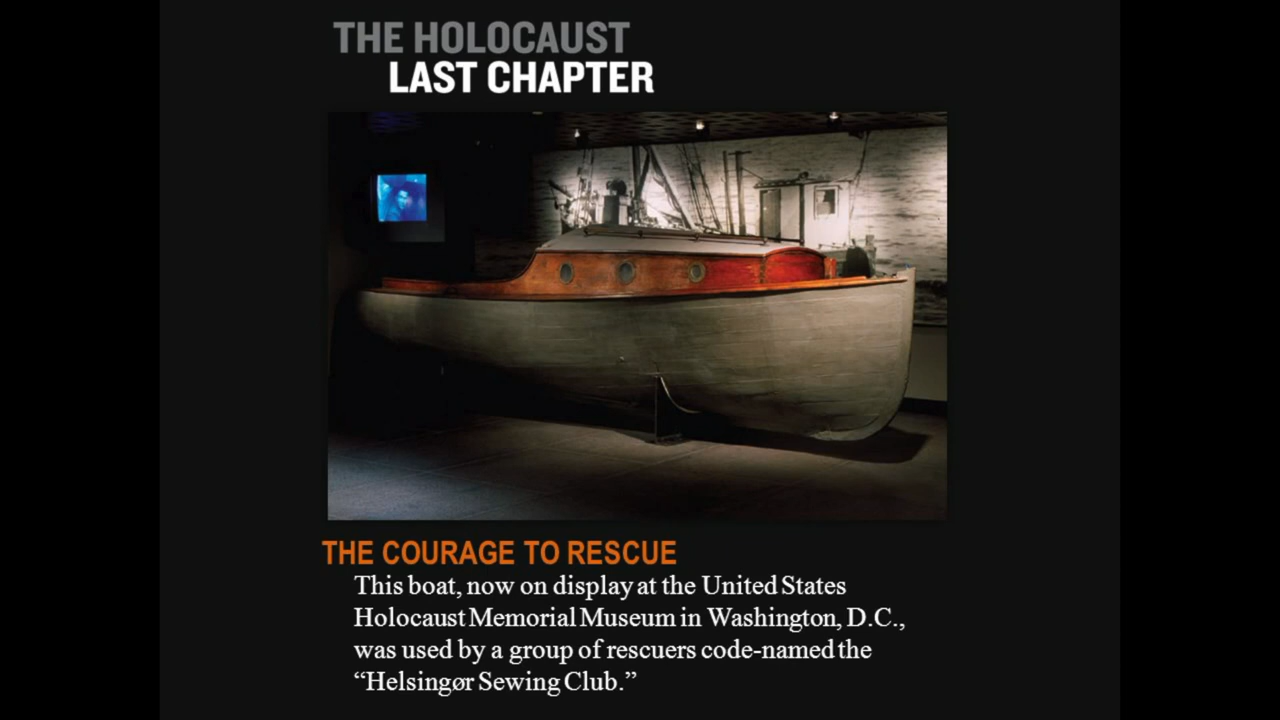 THE HOLOCAUST
LAST CHAPTER
THE COURAGE TO RESCUE
This boat, now on display at the United States
Holocaust Memorial Museum in Washington, D.C.,
was used by a group of rescuers code-named the
“Helsingør Sewing Club.”